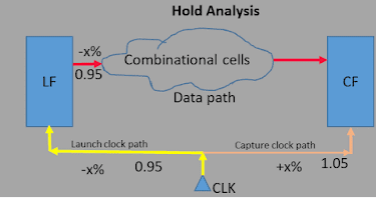 Hold Analysis
-x%
0.95
Combinational cells
LF
CF
Data path
Launch clock path
Capture clock path
-x%
0.95
+x%
1.05
CLK